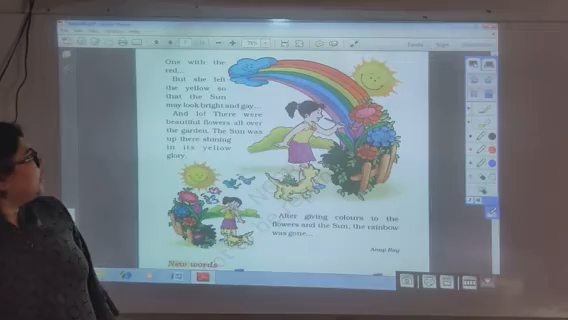 One with the
red...
But she left
the yellow so
that the Sun
may look bright and gay...
And lo! There were
beautiful flowers all over
the garden. The Sun was
up there shining
in its yellow
glory.
After giving colours to the
flowers and the Sun, the rainbow
was gone...
Anup Ray
New words